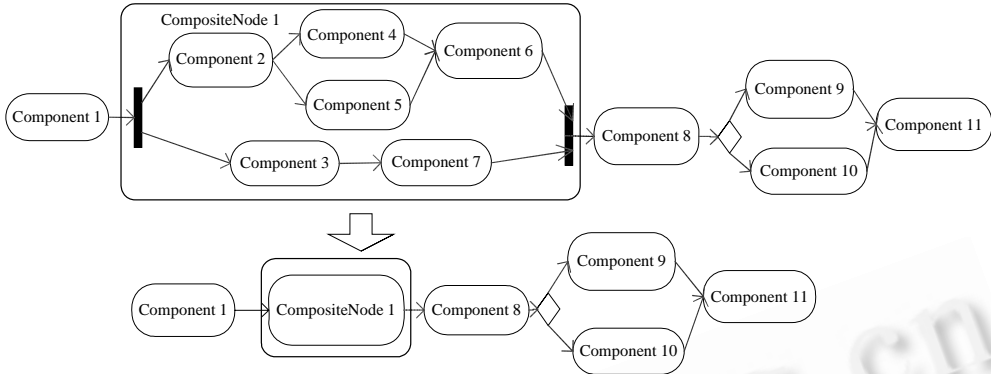 CompositeNode 1
Component 4
Component 2
Component 6
Component 5
Component 1
Component 3
Component 7
Component 8
Component 9
Component 10
Component 11
Component 1
CompositeNode 1
Component 8
Component 9
Component 10
Component 11
cn